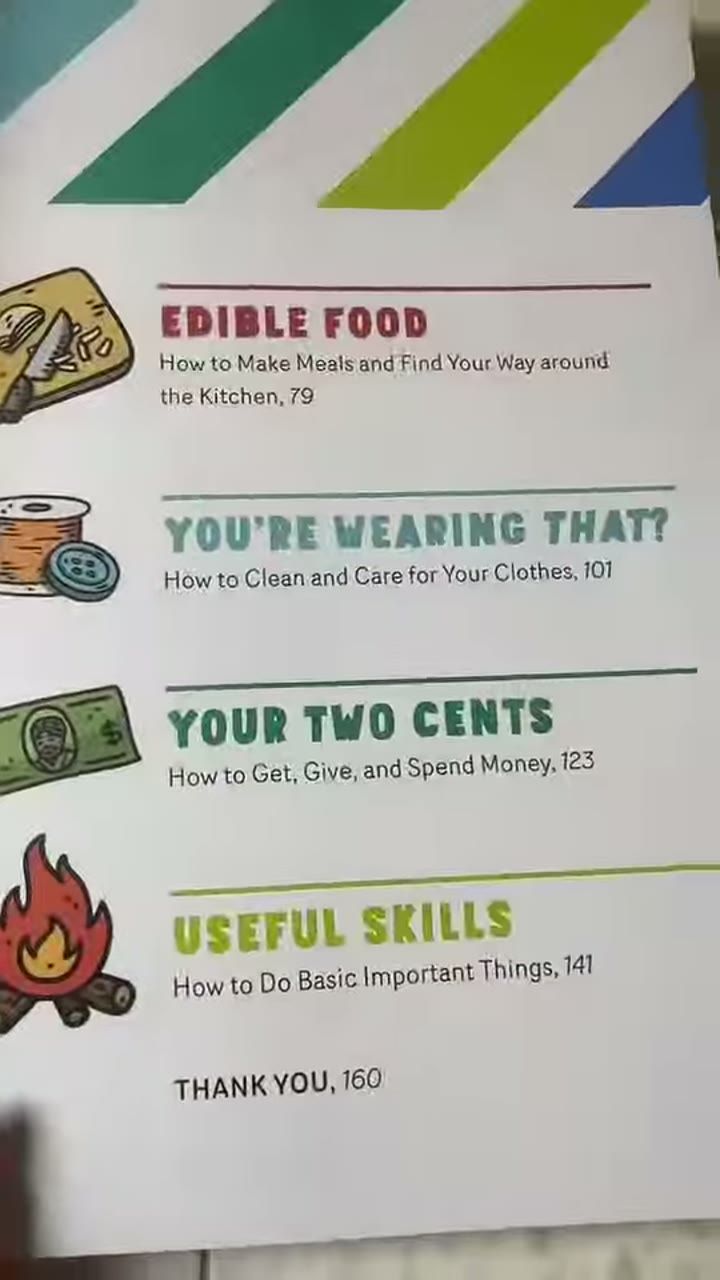 EDIBLE FOOD
How to Make Meals and Find Your Way around
the Kitchen, 79
YOU'RE WEARING THAT?
How to Clean and Care for Your Clothes, 101
$
YOUR TWO CENTS
How to Get, Give, and Spend Money, 123
USEFUL SKILLS
How to Do Basic Important Things, 141
THANK YOU, 160